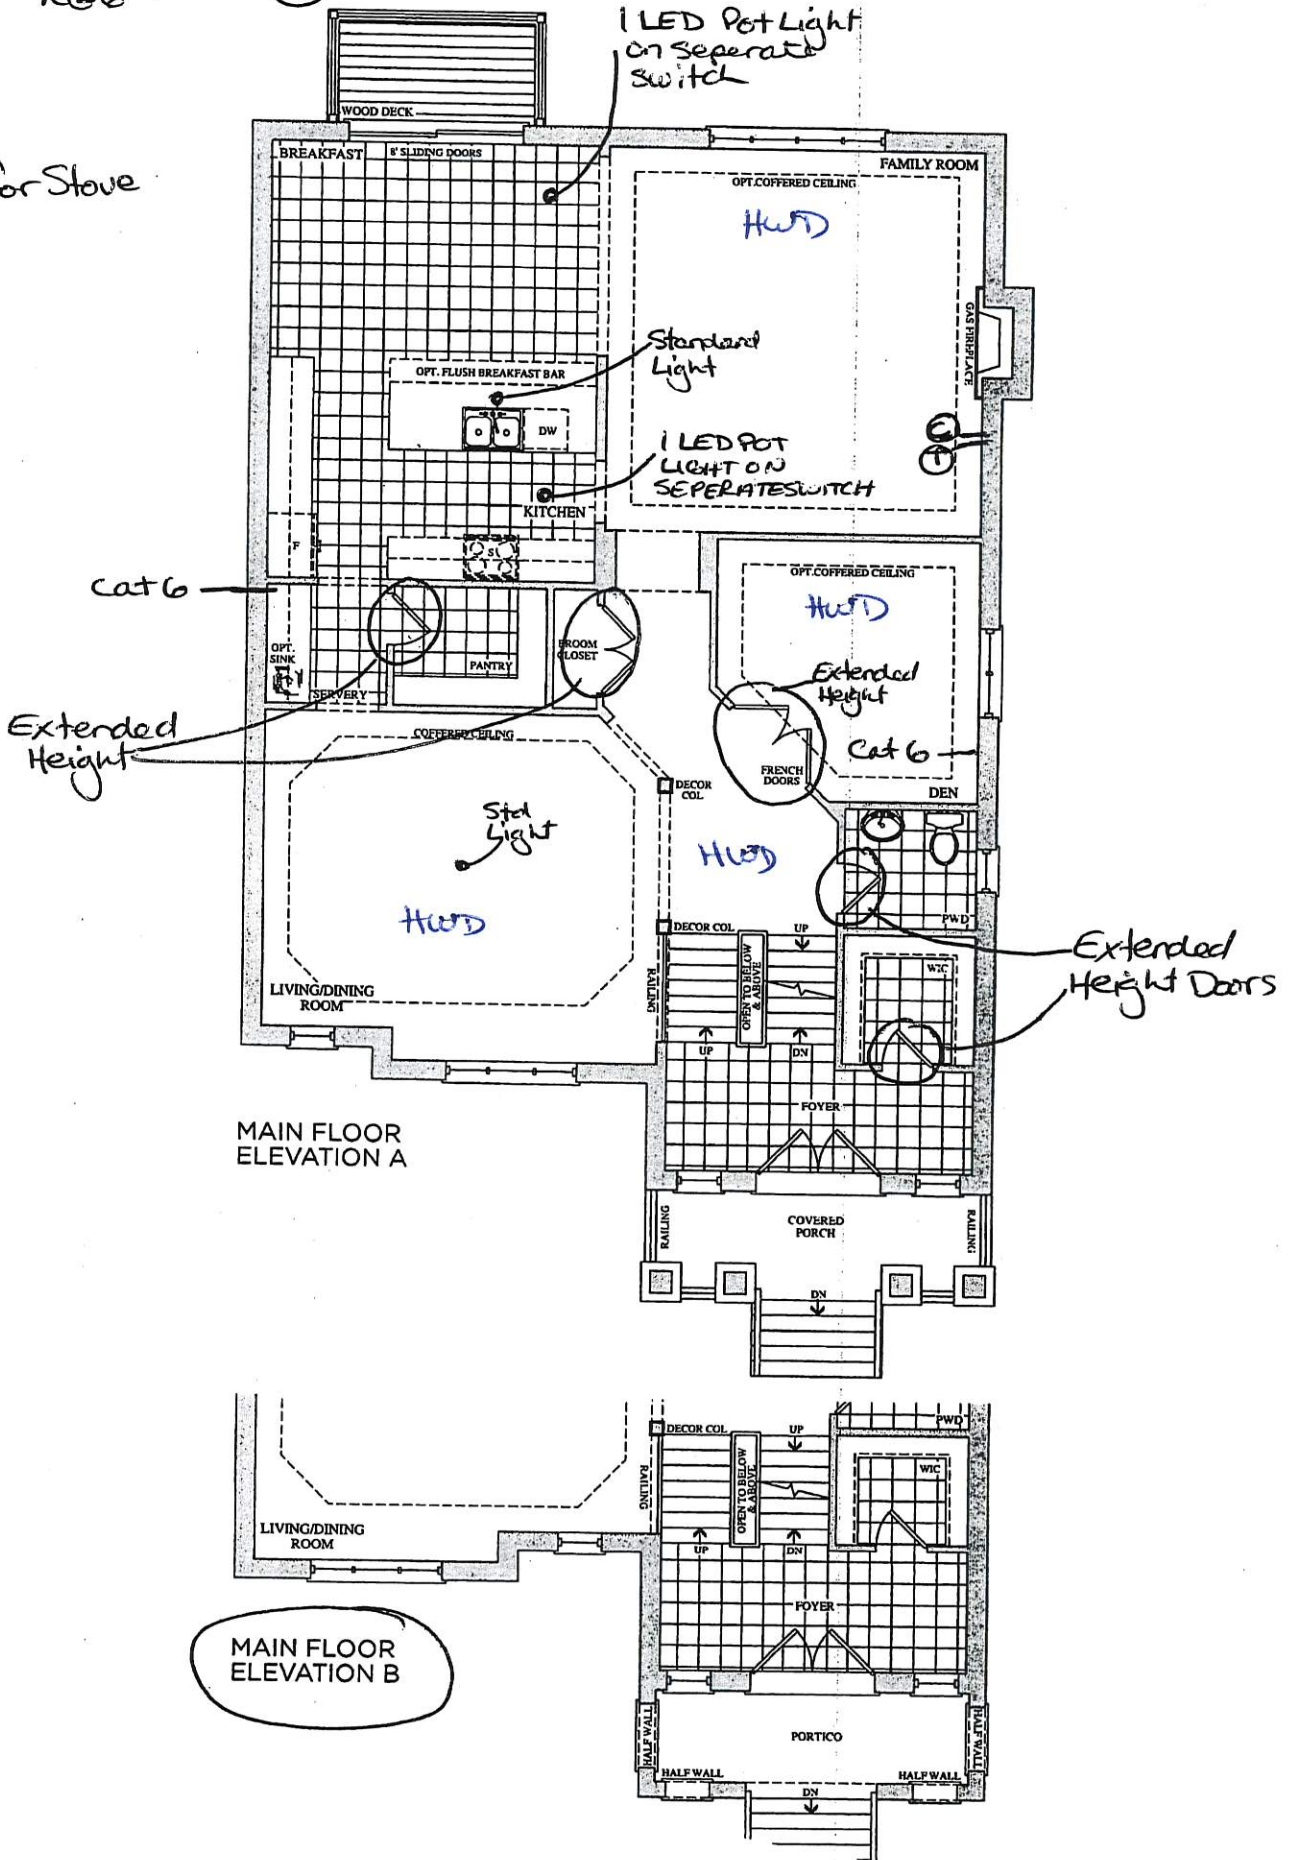 1 LED Pot Light
on Seperate
Switch
WOOD DECK
BREAKFAST
8' SLIDING DOORS
FAMILY ROOM
OPT.COFFERED CEILING
HWD
for Stove
GAS FIREPLACE
Standard
Light
OPT. FLUSH BREAKFAST BAR
DW
C
T
1 LED POT
LIGHT ON
SEPERATE SWITCH
KITCHEN
F
S
Cat 6
OPT.COFFERED CEILING
HWD
OPT.
SINK
BROOM
CLOSET
PANTRY
SERVERY
Extended
Height
Extended
Height
COFFERED CEILING
Cat 6
FRENCH
DOORS
DEN
DECOR
COL
Std
Light
HWD
HWD
PWD
DECOR COL
UP
Extended
Height Doors
WIC
RAILING
OPEN TO BELOW
& ABOVE
LIVING/DINING
ROOM
UP
DN
FOYER
MAIN FLOOR
ELEVATION A
RAILING
COVERED
PORCH
RAILING
DN
DECOR COL
UP
PWD
WIC
RAILING
OPEN TO BELOW
& ABOVE
LIVING/DINING
ROOM
UP
DN
FOYER
MAIN FLOOR
ELEVATION B
HALF WALL
PORTICO
HALF WALL
HALF WALL
HALF WALL
DN